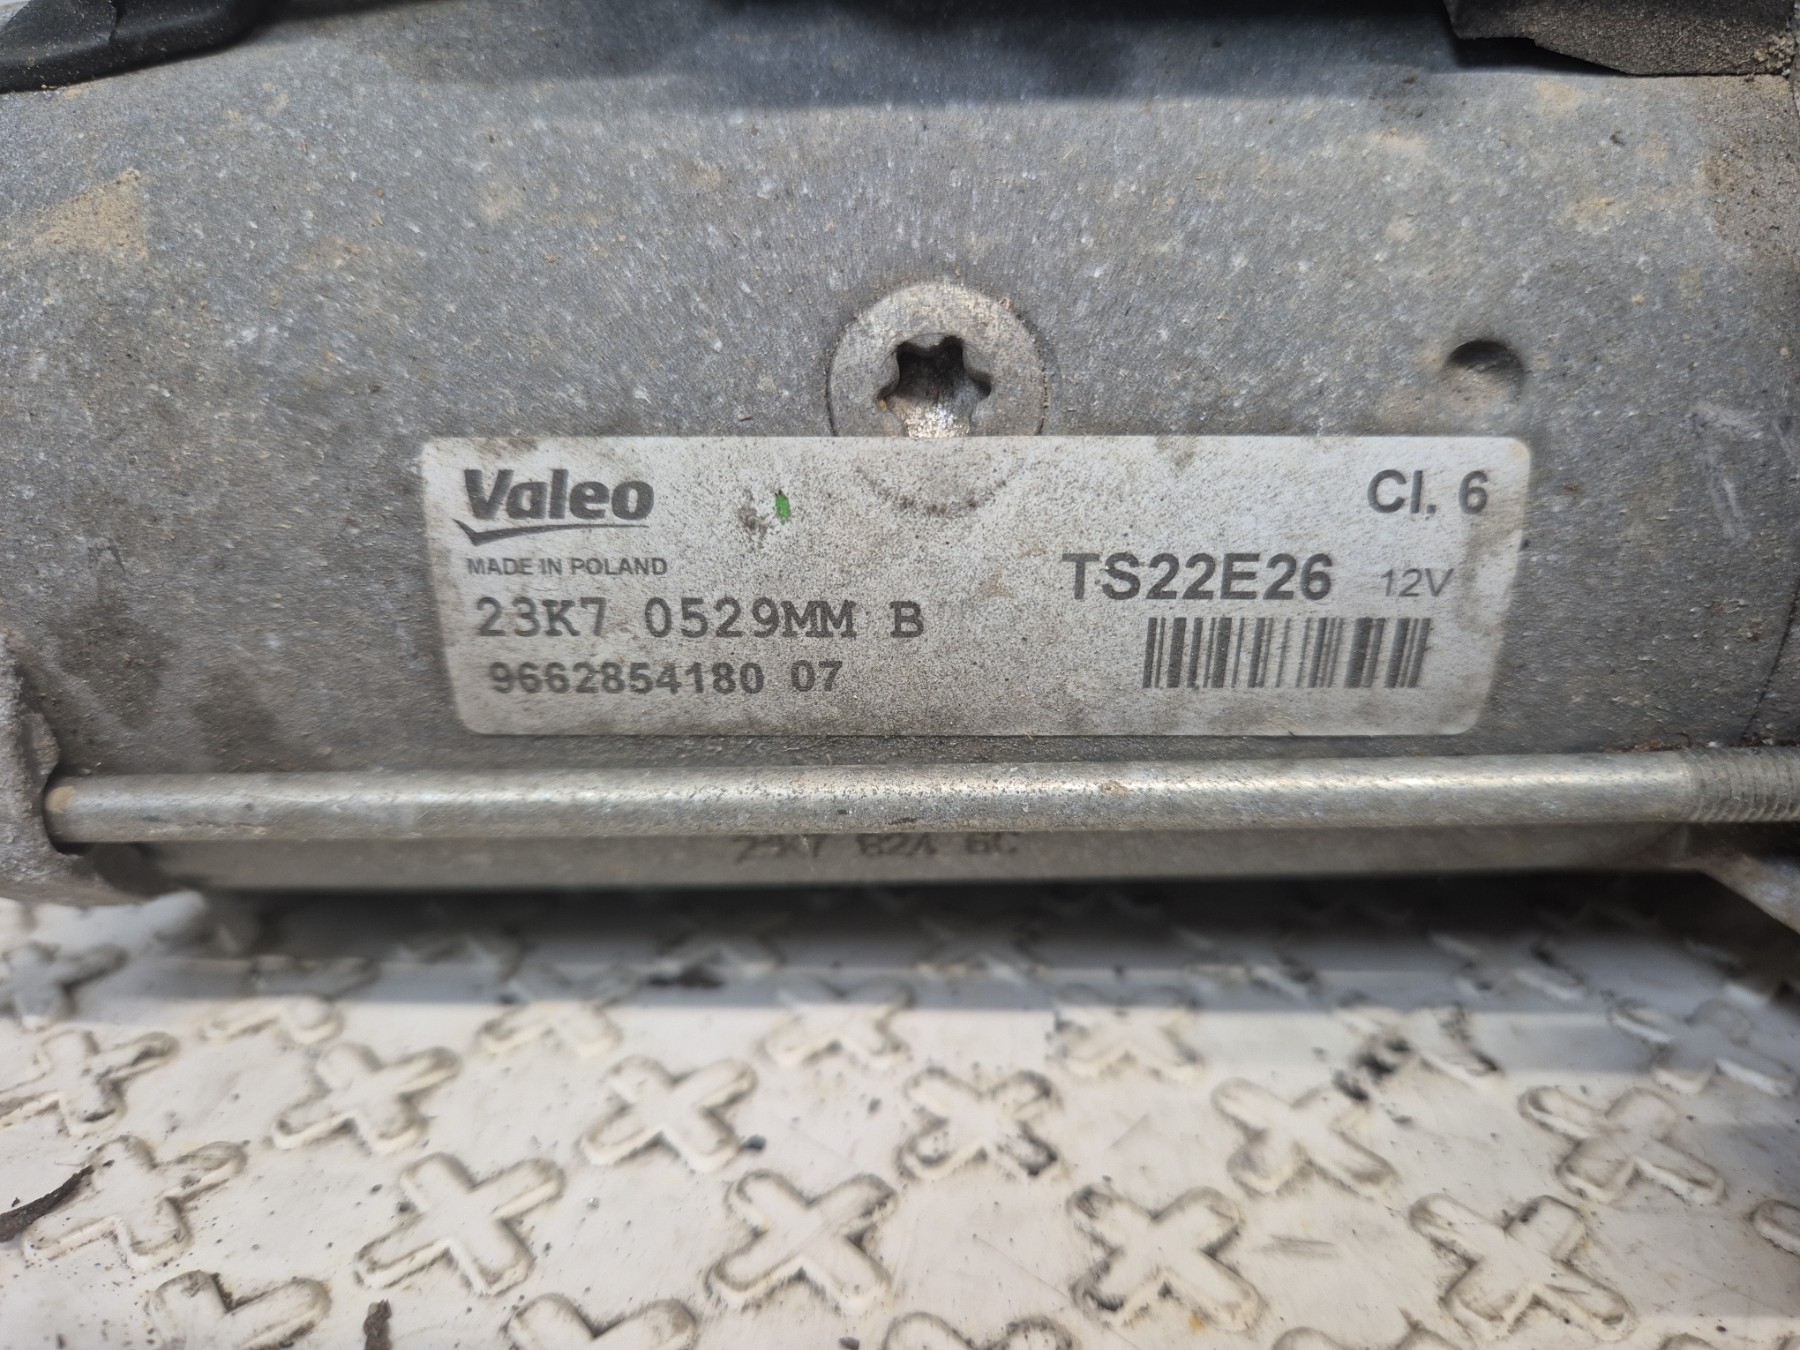 Valeo
Cl. 6
MADE IN POLAND
TS22E26 12V
23K7 0529MM B
9662854180 07